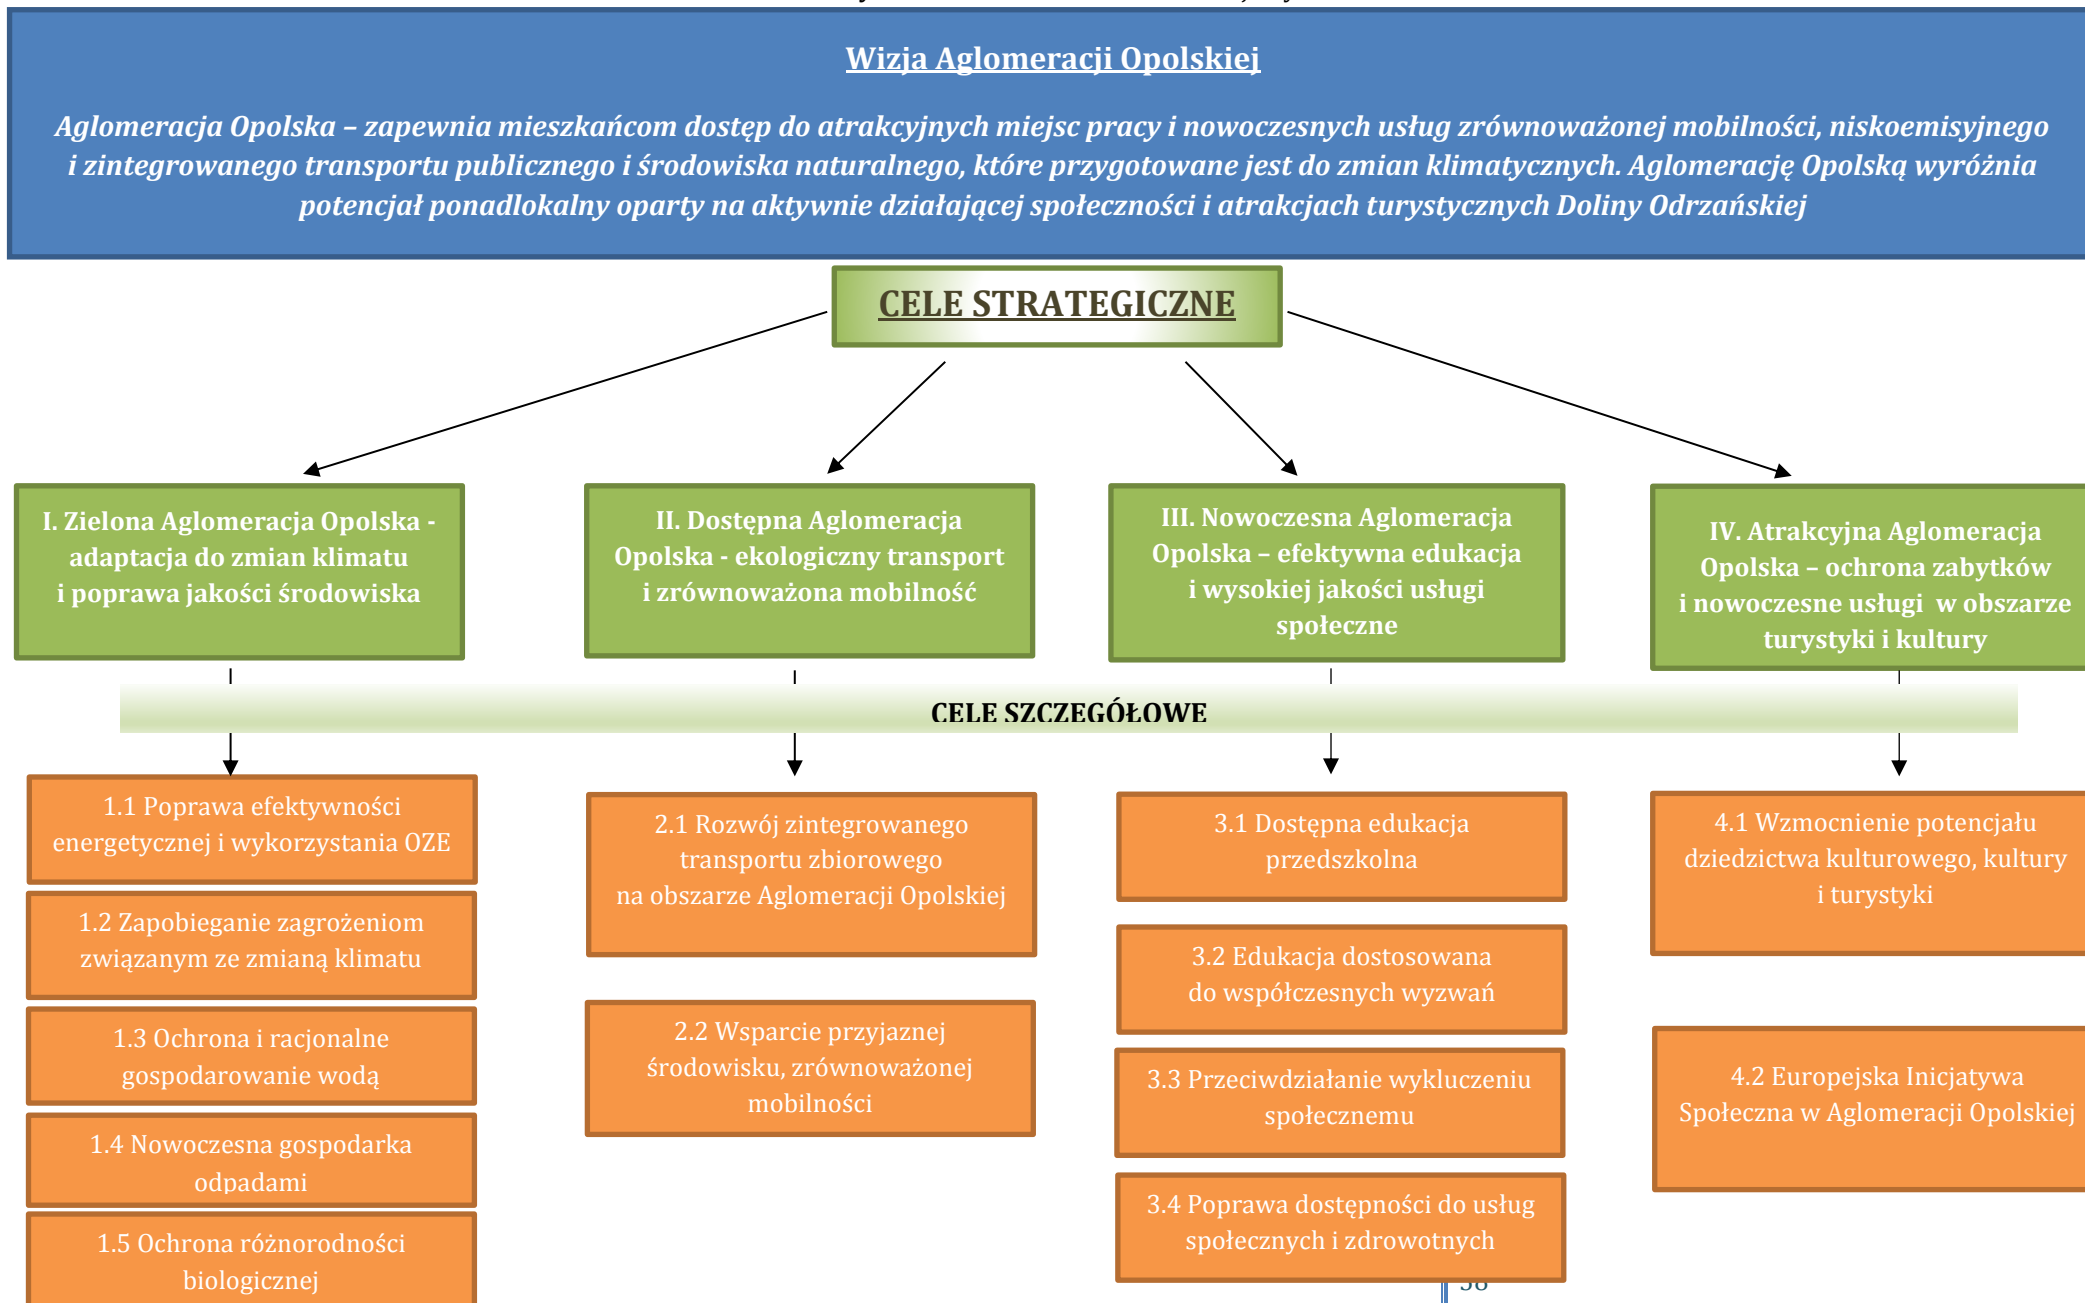 Wizja Aglomeracji Opolskiej
Aglomeracja Opolska – zapewnia mieszkańcom dostęp do atrakcyjnych miejsc pracy i nowoczesnych usług zrównoważonej mobilności, niskoemisyjnego
i zintegrowanego transportu publicznego i środowiska naturalnego, które przygotowane jest do zmian klimatycznych. Aglomerację Opolską wyróżnia
potencjał ponadlokalny oparty na aktywnie działającej społeczności i atrakcjach turystycznych Doliny Odrzańskiej
CELE STRATEGICZNE
I. Zielona Aglomeracja Opolska -
adaptacja do zmian klimatu
i poprawa jakości środowiska
II. Dostępna Aglomeracja
Opolska - ekologiczny transport
i zrównoważona mobilność
III. Nowoczesna Aglomeracja
Opolska – efektywna edukacja
i wysokiej jakości usługi
społeczne
IV. Atrakcyjna Aglomeracja
Opolska – ochrona zabytków
i nowoczesne usługi w obszarze
turystyki i kultury
CELE SZCZEGÓŁOWE
1.1 Poprawa efektywności
energetycznej i wykorzystania OZE
1.2 Zapobieganie zagrożeniom
związanym ze zmianą klimatu
1.3 Ochrona i racjonalne
gospodarowanie wodą
1.4 Nowoczesna gospodarka
odpadami
1.5 Ochrona różnorodności
biologicznej
2.1 Rozwój zintegrowanego
transportu zbiorowego
na obszarze Aglomeracji Opolskiej
2.2 Wsparcie przyjaznej
środowisku, zrównoważonej
mobilności
3.1 Dostępna edukacja
przedszkolna
3.2 Edukacja dostosowana
do współczesnych wyzwań
3.3 Przeciwdziałanie wykluczeniu
społecznemu
3.4 Poprawa dostępności do usług
społecznych i zdrowotnych
4.1 Wzmocnienie potencjału
dziedzictwa kulturowego, kultury
i turystyki
4.2 Europejska Inicjatywa
Społeczna w Aglomeracji Opolskiej